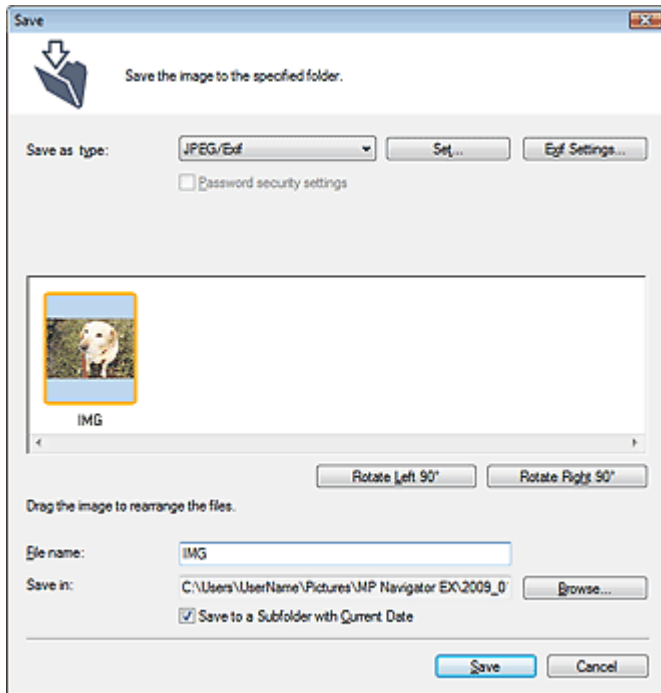 Save
Save the image to the specified folder.
Save as type: JPEG/Exif Set... Exif Settings...
Password security settings
IMG
Rotate Left 90° Rotate Right 90°
Drag the image to rearrange the files.
File name: IMG
Save in: C:\Users\UserName\Pictures\MP Navigator EX\2009_0 Browse...
Save to a Subfolder with Current Date
Save Cancel